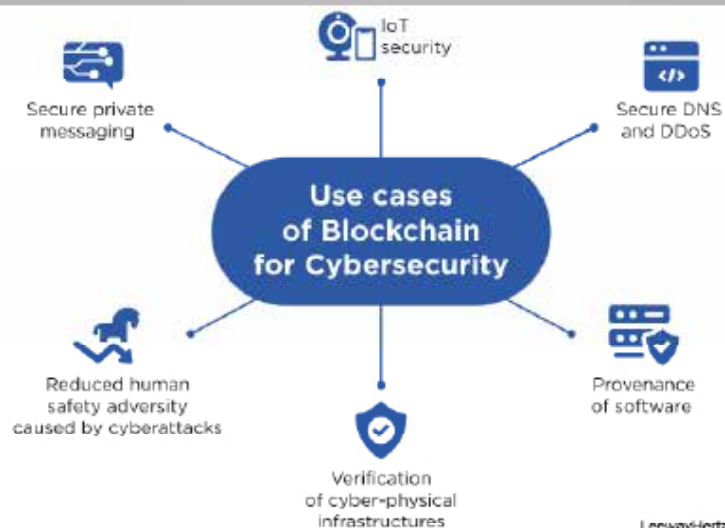 IoT
security
Secure private
messaging
</>
Secure DNS
and DDoS
Use cases
of Blockchain
for Cybersecurity
Reduced human
safety adversity
caused by cyberattacks
Provenance
of software
Verification
of cyber-physical
infrastructures
LeewayHertz